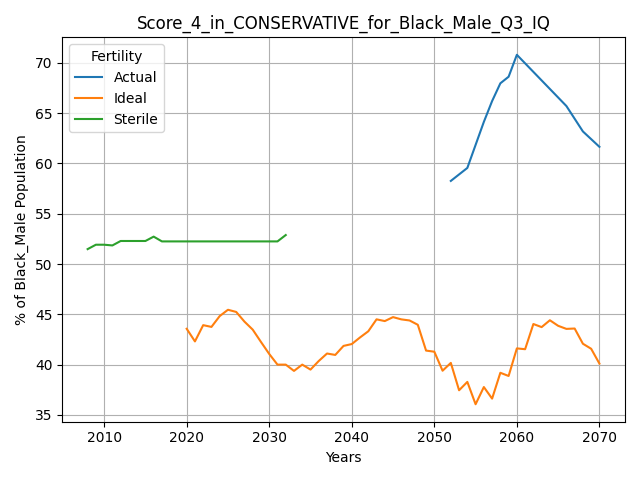 Score_4_in_CONSERVATIVE_for_Black_Male_Q3_IQ
Fertility
Actual
Ideal
Sterile
% of Black_Male Population
70
65
60
55
50
45
40
35
2010 2020 2030 2040 2050 2060 2070
Years